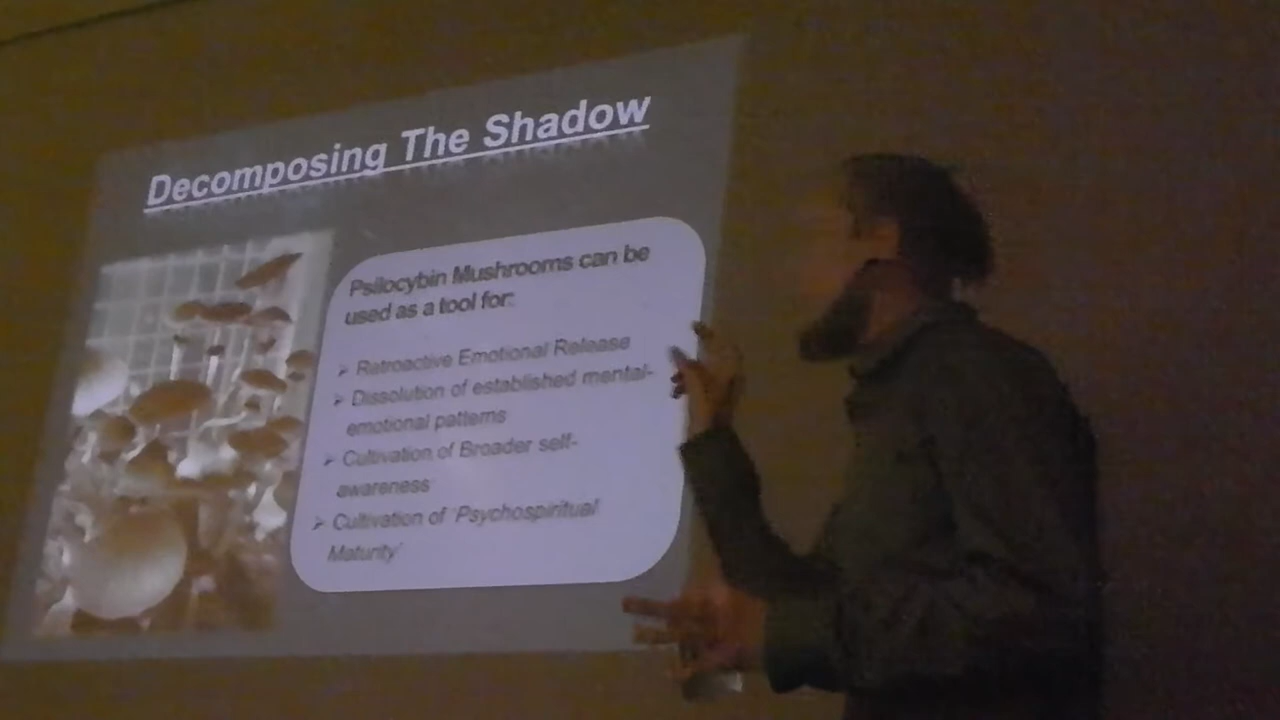 Decomposing The Shadow
Psilocybin Mushrooms can be
used as a tool for:
➢ Retroactive Emotional Release
➢ Dissolution of established mental-
emotional patterns
➢ Cultivation of Broader self-
awareness
➢ Cultivation of 'Psychospiritual
Maturity'